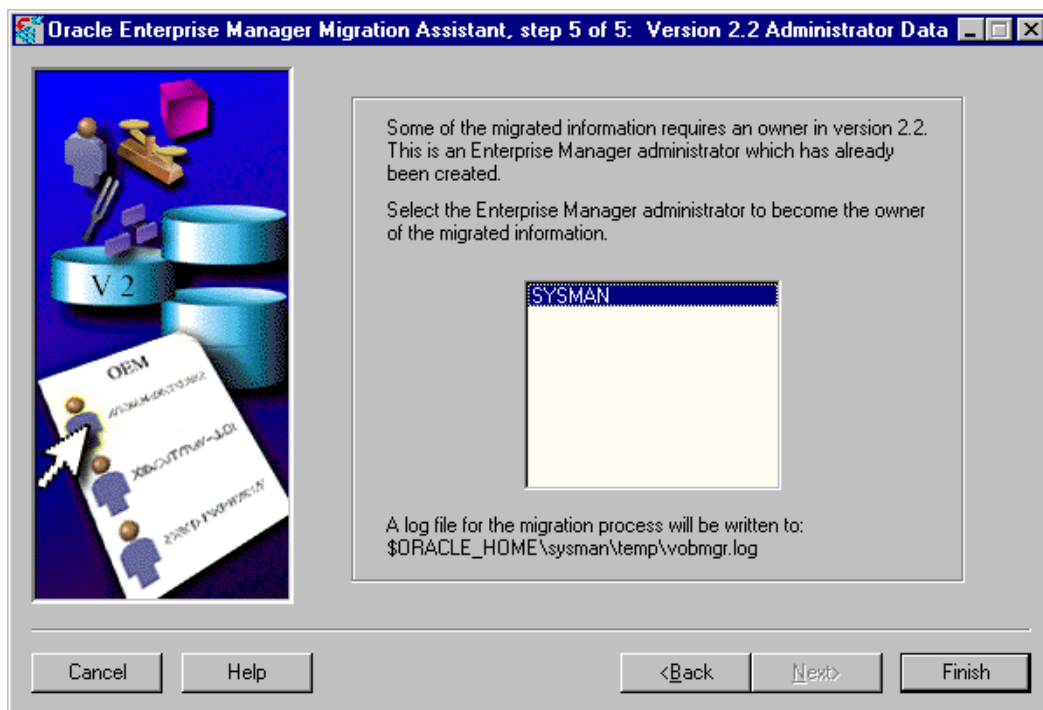 Oracle Enterprise Manager Migration Assistant, step 5 of 5: Version 2.2 Administrator Data
Some of the migrated information requires an owner in version 2.2.
This is an Enterprise Manager administrator which has already
been created.
Select the Enterprise Manager administrator to become the owner
of the migrated information.
V 2
SYSMAN
OEM
A log file for the migration process will be written to:
$ORACLE_HOME\sysman\temp\vobmgr.log
Cancel
Help
<Back
Next>
Finish